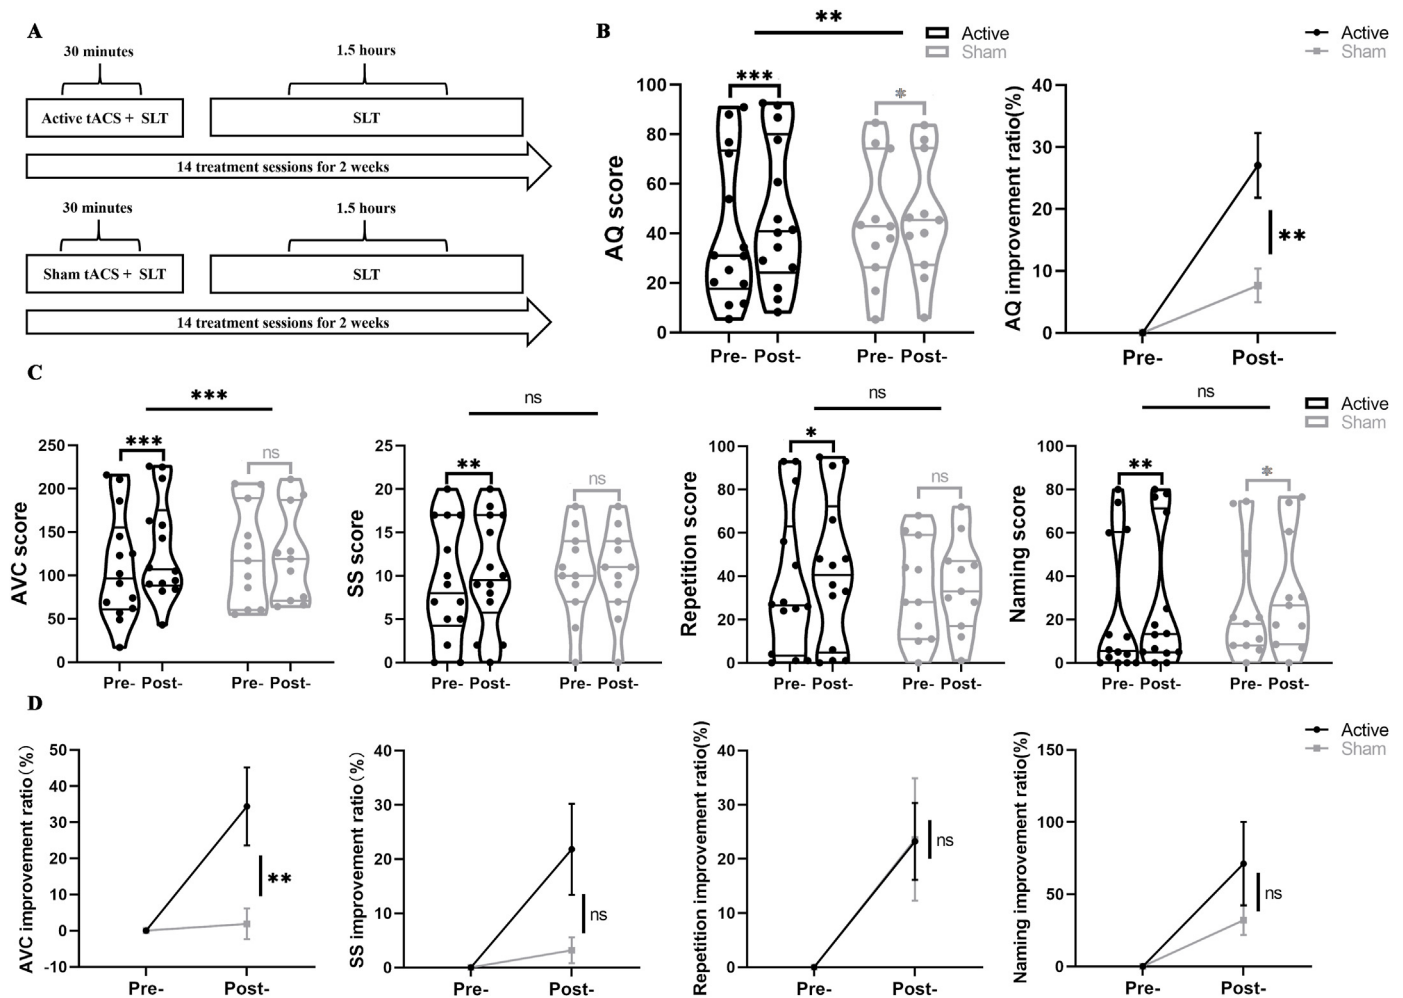 A
30 minutes
1.5 hours
Active tACS + SLT
SLT
14 treatment sessions for 2 weeks
30 minutes
1.5 hours
Sham tACS + SLT
SLT
14 treatment sessions for 2 weeks
B
**
Active
Sham
AQ score
100
80
60
40
20
0
***
*
Pre- Post-
Pre- Post-
Active
Sham
AQ improvement ratio(%)
40
30
20
10
0
**
Pre-
Post-
C
***
AVC score
250
200
150
100
50
0
***
ns
Pre- Post-
Pre- Post-
ns
SS score
25
20
15
10
5
0
**
ns
Pre- Post-
Pre- Post-
ns
Repetition score
100
80
60
40
20
0
*
ns
Pre- Post-
Pre- Post-
ns
Active
Sham
Naming score
100
80
60
40
20
0
**
*
Pre- Post-
Pre- Post-
D
AVC improvement ratio (%)
50
40
30
20
10
0
-10
**
Pre-
Post-
SS improvement ratio (%)
40
30
20
10
0
ns
Pre-
Post-
Repetition improvement ratio(%)
40
30
20
10
0
ns
Pre-
Post-
Active
Sham
Naming improvement ratio(%)
150
100
50
0
ns
Pre-
Post-